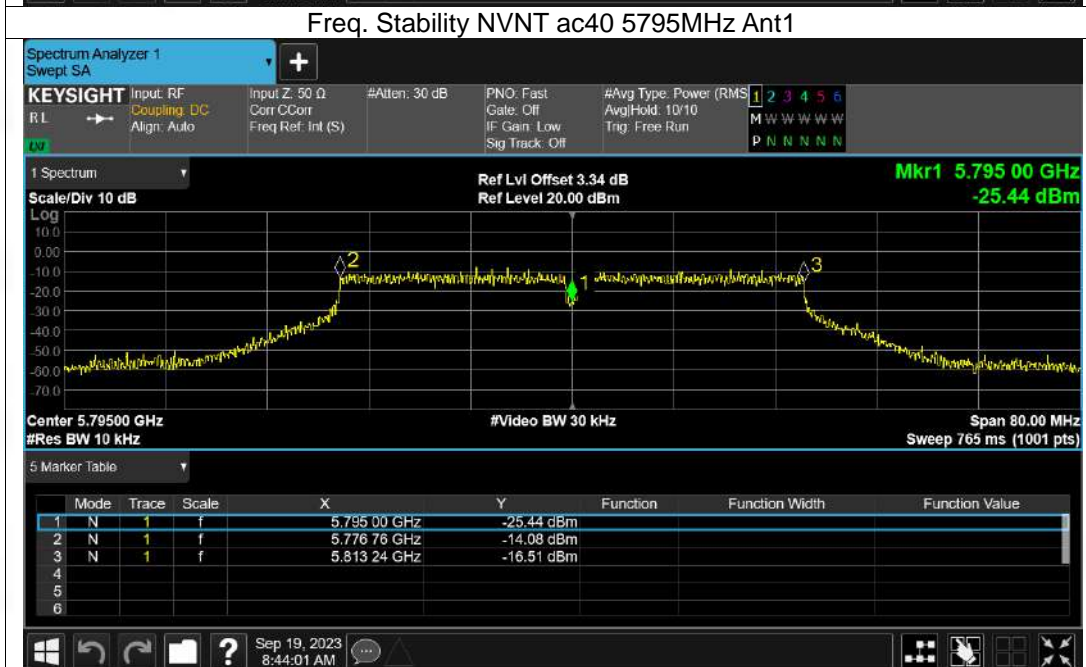 Freq. Stability NVNT ac40 5795MHz Ant1
Spectrum Analyzer 1
Swept SA
+
KEYSIGHT Input: RF Input Z: 50 Ω #Atten: 30 dB PNO: Fast #Avg Type: Power (RMS 1 2 3 4 5 6
RL Coupling: DC Corr CCorr Gate: Off Avg|Hold: 10/10 M W W W W W
Align: Auto Freq Ref: Int (S) IF Gain: Low Trig: Free Run
Sig Track: Off P N N N N N
LXI
1 Spectrum Ref Lvl Offset 3.34 dB Mkr1 5.795 00 GHz
Scale/Div 10 dB Ref Level 20.00 dBm -25.44 dBm
Log
10.0
0.00
2 3
-10.0
1
-20.0
-30.0
-40.0
-50.0
-60.0
-70.0
Center 5.79500 GHz #Video BW 30 kHz Span 80.00 MHz
#Res BW 10 kHz Sweep 765 ms (1001 pts)
5 Marker Table
Mode Trace Scale X Y Function Function Width Function Value
1 N 1 f 5.795 00 GHz -25.44 dBm
2 N 1 f 5.776 76 GHz -14.08 dBm
3 N 1 f 5.813 24 GHz -16.51 dBm
4
5
6
? Sep 19, 2023
8:44:01 AM